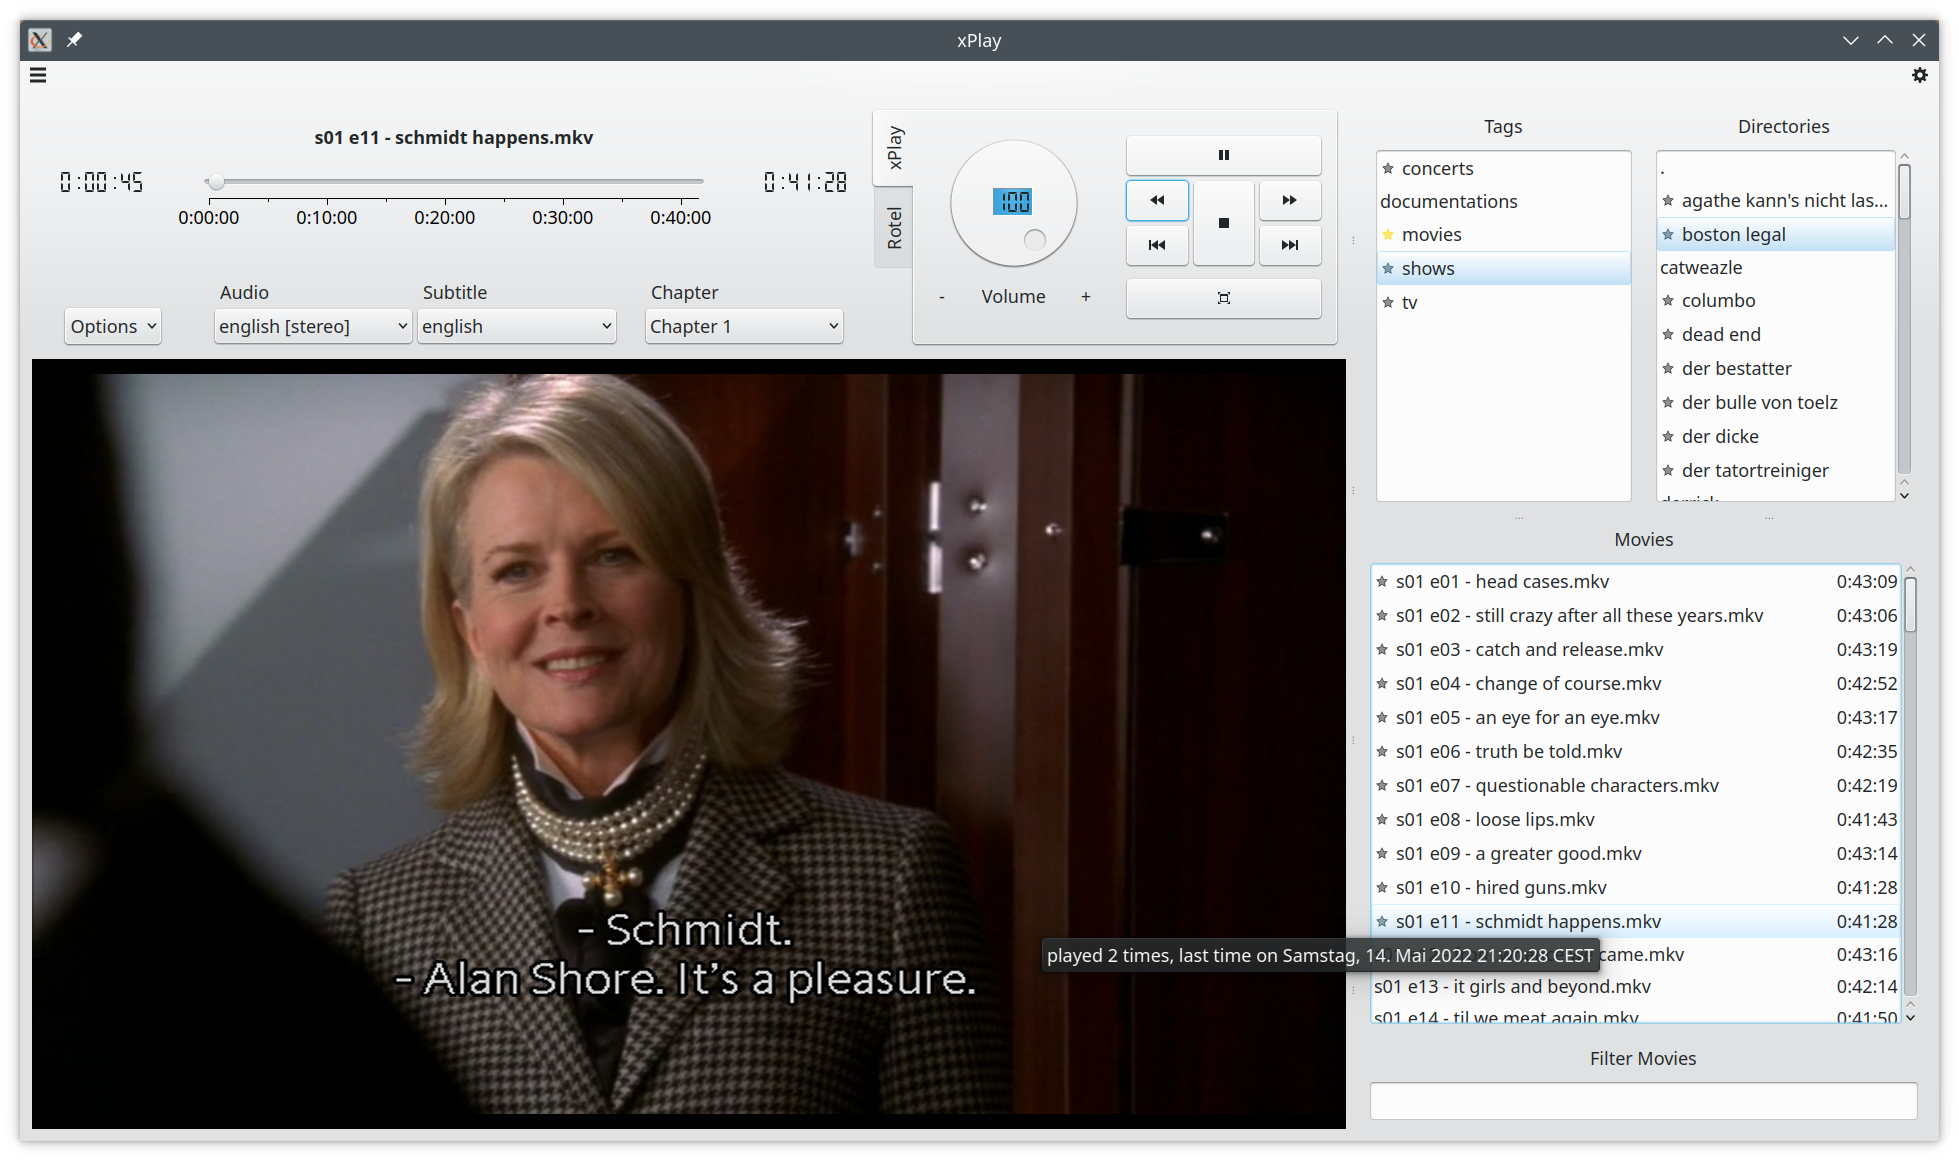 xPlay
s01 e11 - schmidt happens.mkv
0:00:45
0:41:28
0:00:00 0:10:00 0:20:00 0:30:00 0:40:00
Audio
Subtitle
Chapter
Options
english [stereo]
english
Chapter 1
xPlay
Rotel
100
- Volume +
Tags
concerts
documentations
movies
shows
tv
Directories
.
agathe kann's nicht las...
boston legal
catweazle
columbo
dead end
der bestatter
der bulle von toelz
der dicke
der tatortreiniger
derrick
- Schmidt.
- Alan Shore. It's a pleasure.
Movies
s01 e01 - head cases.mkv 0:43:09
s01 e02 - still crazy after all these years.mkv 0:43:06
s01 e03 - catch and release.mkv 0:43:19
s01 e04 - change of course.mkv 0:42:52
s01 e05 - an eye for an eye.mkv 0:43:17
s01 e06 - truth be told.mkv 0:42:35
s01 e07 - questionable characters.mkv 0:42:19
s01 e08 - loose lips.mkv 0:41:43
s01 e09 - a greater good.mkv 0:43:14
s01 e10 - hired guns.mkv 0:41:28
s01 e11 - schmidt happens.mkv 0:41:28
played 2 times, last time on Samstag, 14. Mai 2022 21:20:28 CEST
came.mkv 0:43:16
s01 e13 - it girls and beyond.mkv 0:42:14
s01 e14 - til we meat again.mkv 0:41:50
Filter Movies